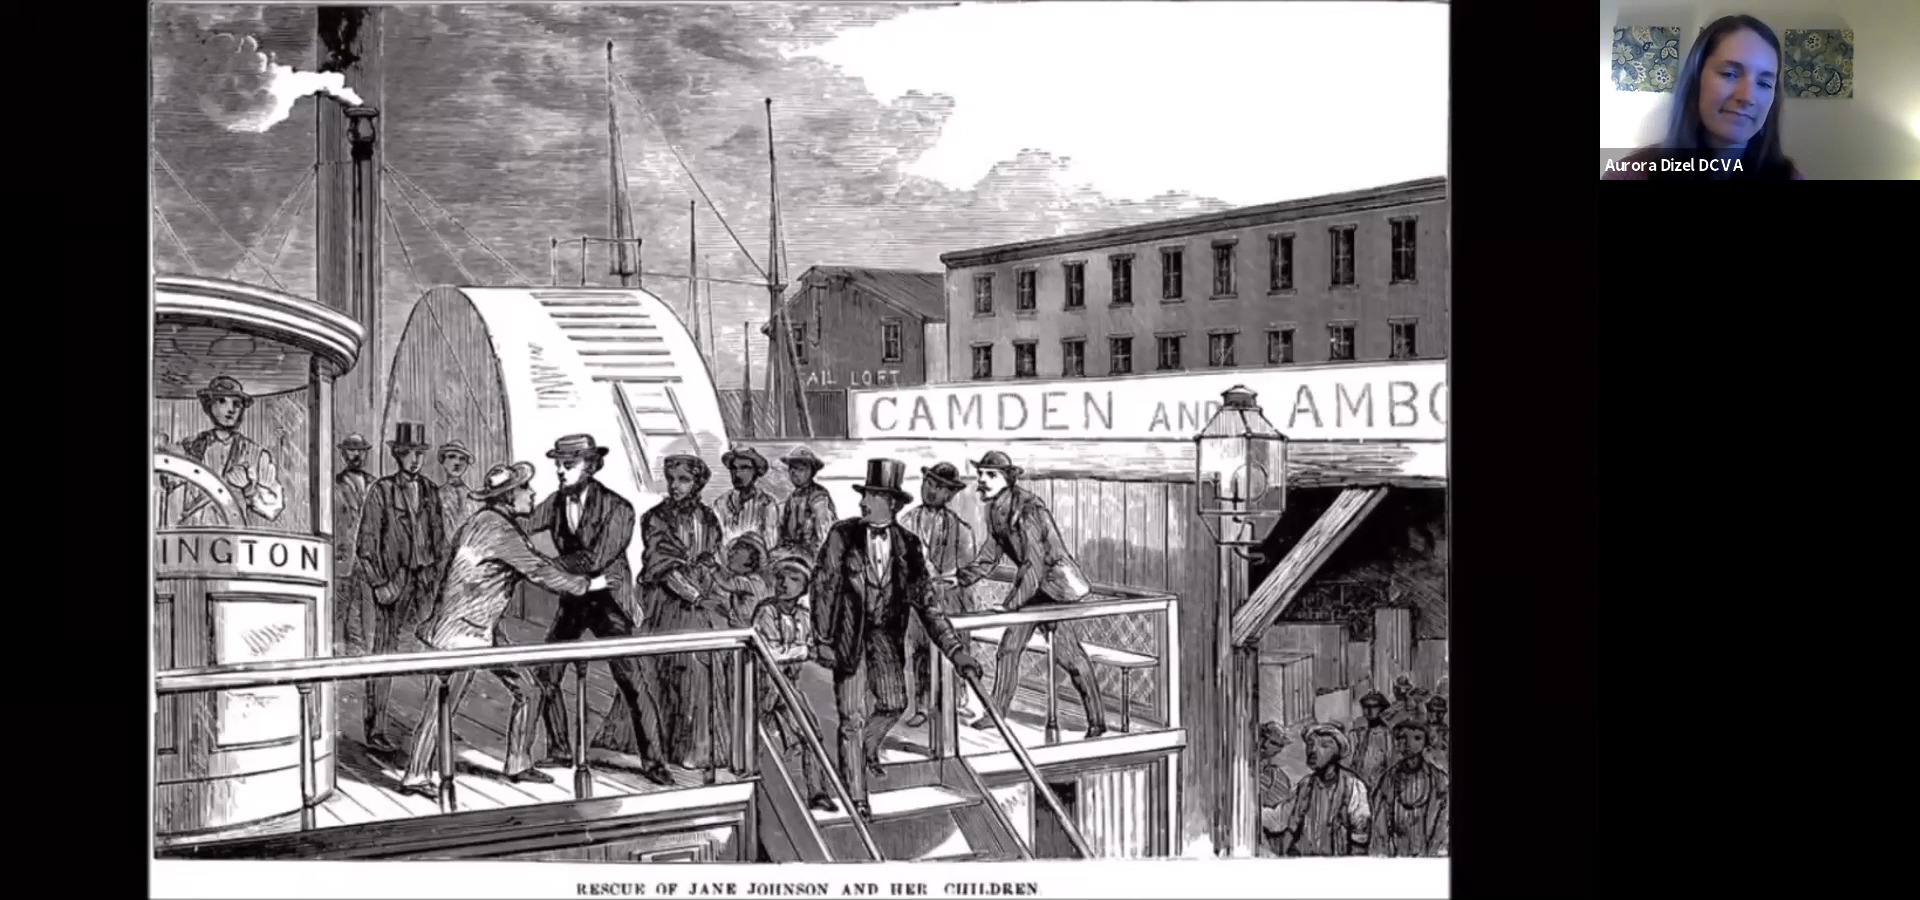 Aurora Dizel DCVA
AIL LOFT
CAMDEN AND AMBO
INGTON
RESCUE OF JANE JOHNSON AND HER CHILDREN.